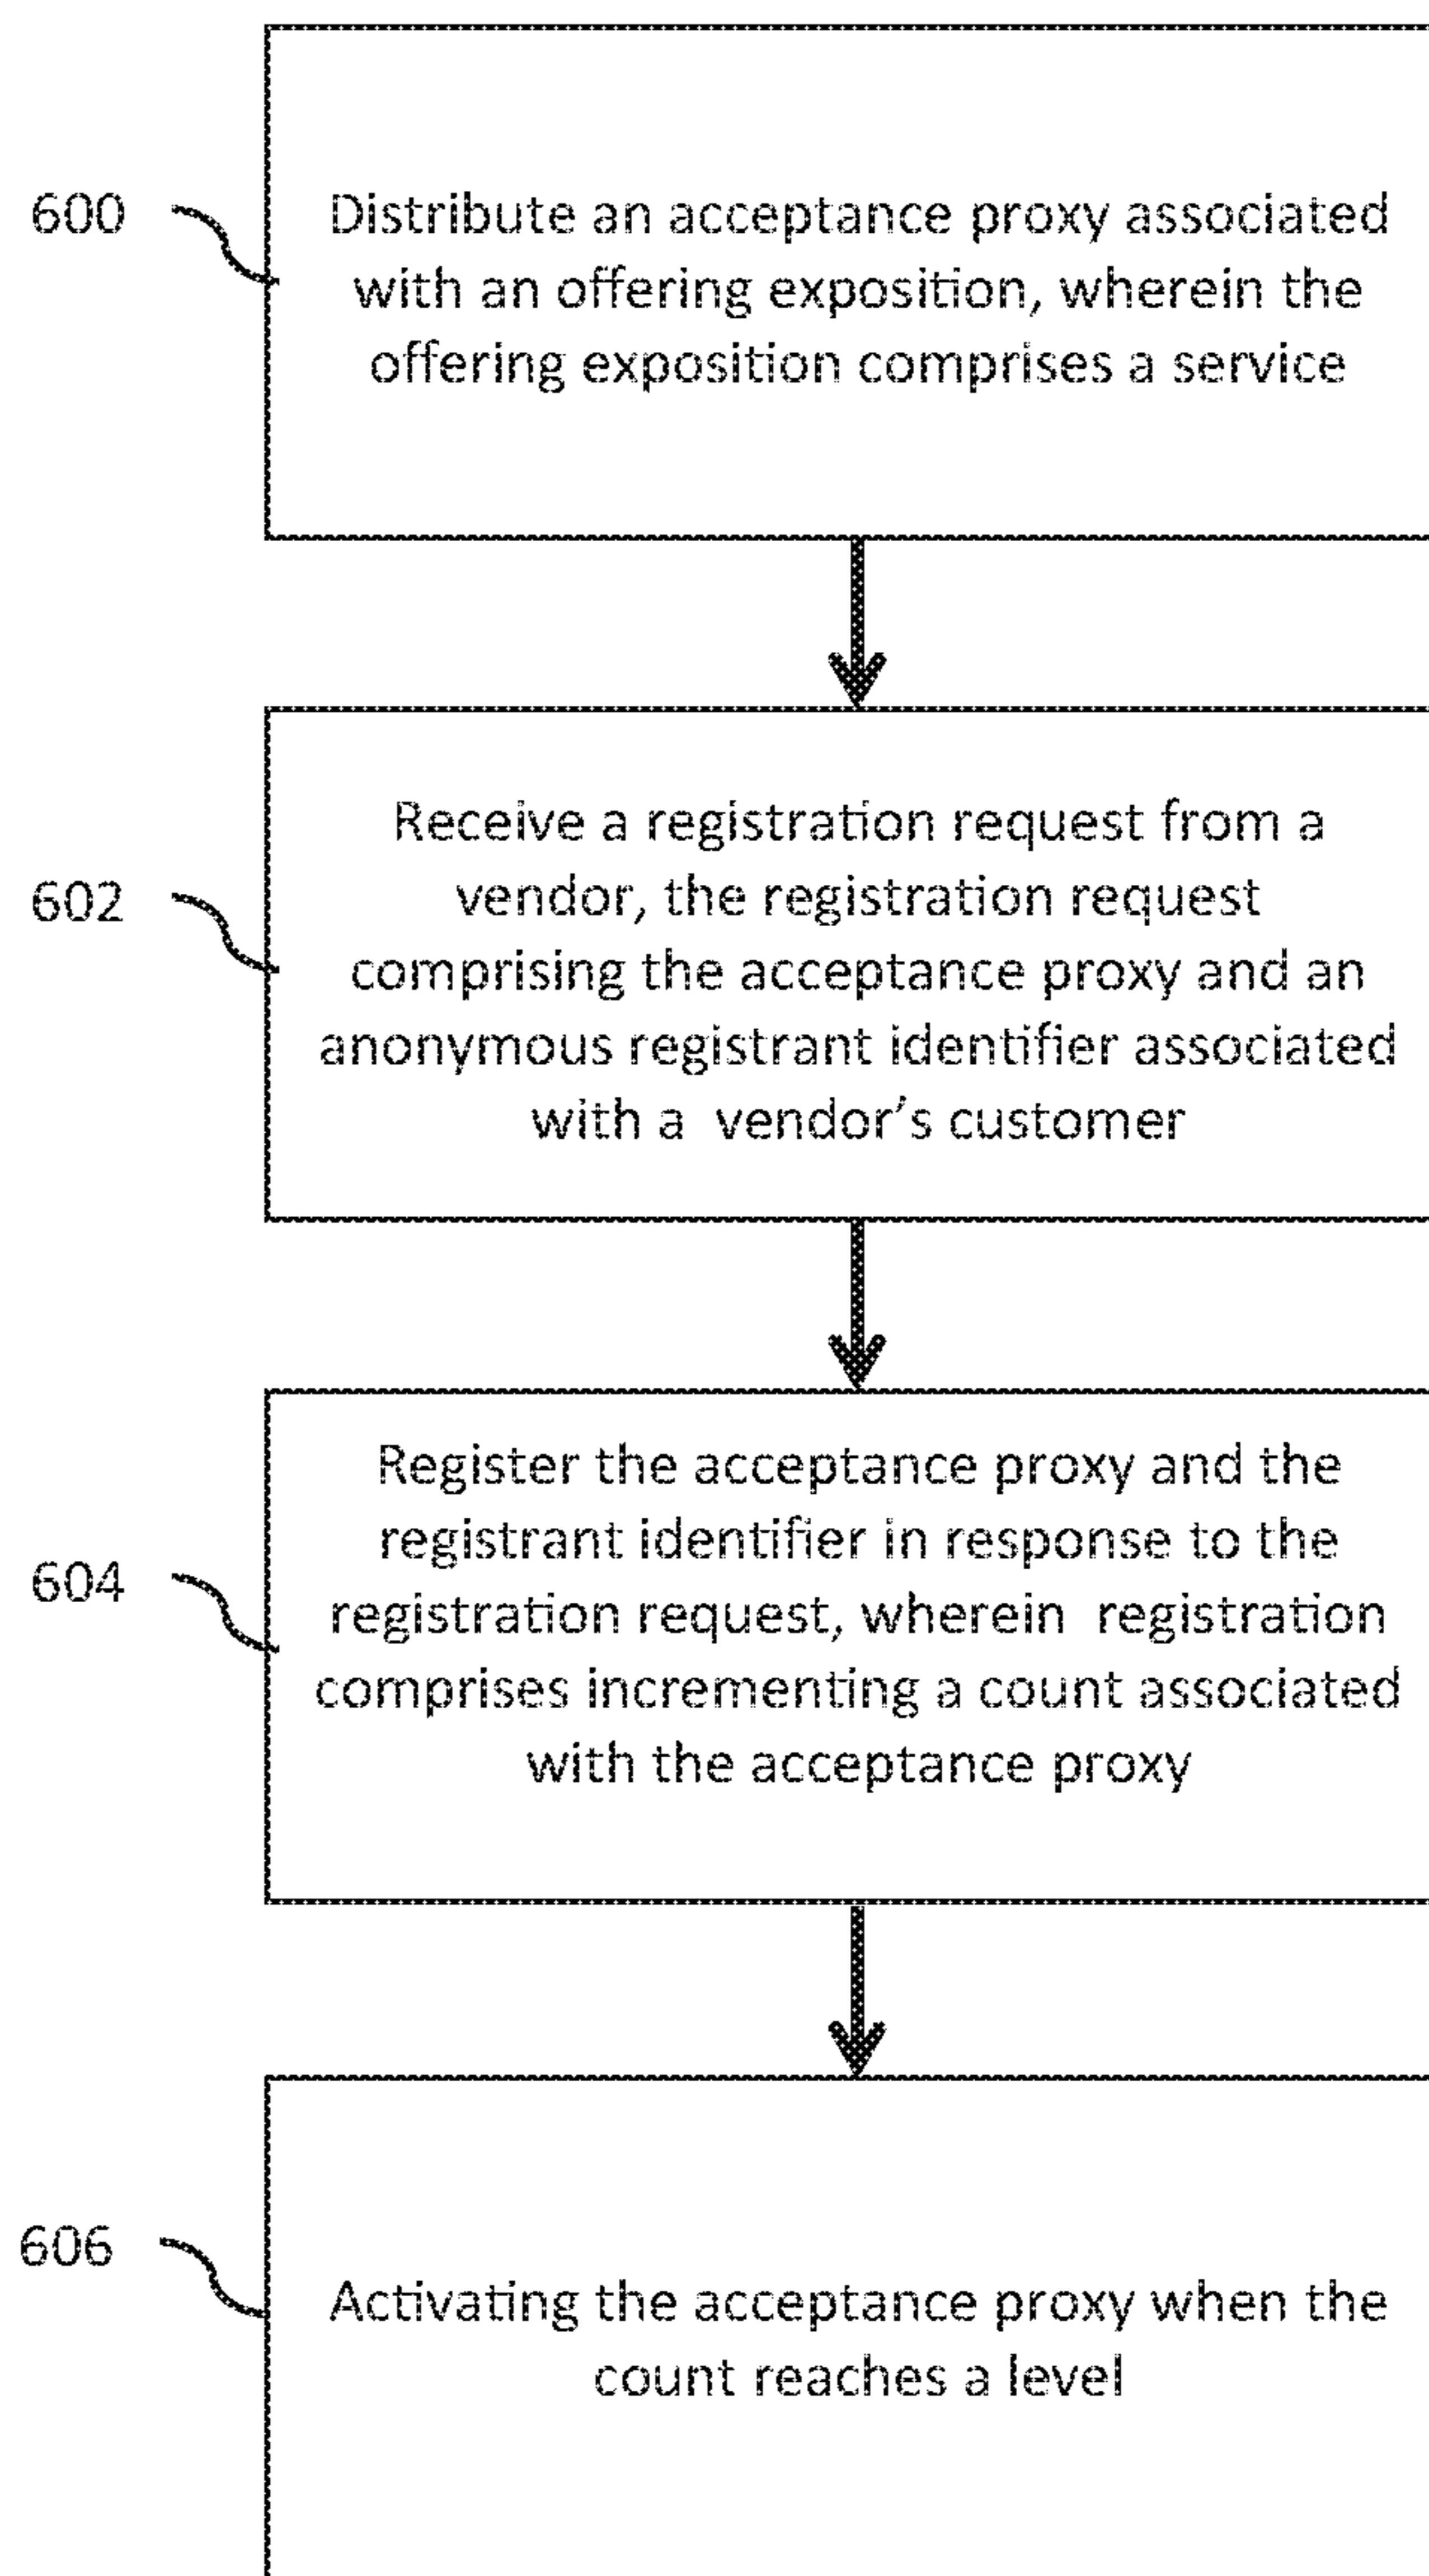 600
Distribute an acceptance proxy associated
with an offering exposition, wherein the
offering exposition comprises a service
602
Receive a registration request from a
vendor, the registration request
comprising the acceptance proxy and an
anonymous registrant identifier associated
with a vendor's customer
604
Register the acceptance proxy and the
registrant identifier in response to the
registration request, wherein registration
comprises incrementing a count associated
with the acceptance proxy
606
Activating the acceptance proxy when the
count reaches a level